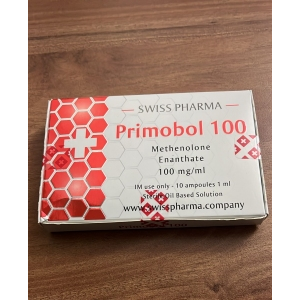 SWISS PHARMA
Primobol 100
Methenolone
Enanthate
100 mg/ml
IM use only - 10 ampoules 1 ml
Sterile Oil Based Solution
www.swisspharma.company